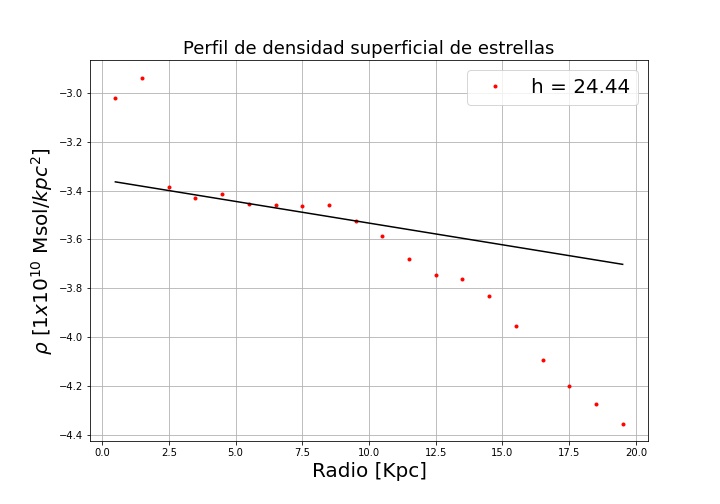 Perfil de densidad superficial de estrellas
h = 24.44
−3.0
−3.2
−3.4
−3.6
−3.8
−4.0
−4.2
−4.4
ρ [1x10¹⁰ Msol/kpc²]
0.0 2.5 5.0 7.5 10.0 12.5 15.0 17.5 20.0
Radio [Kpc]